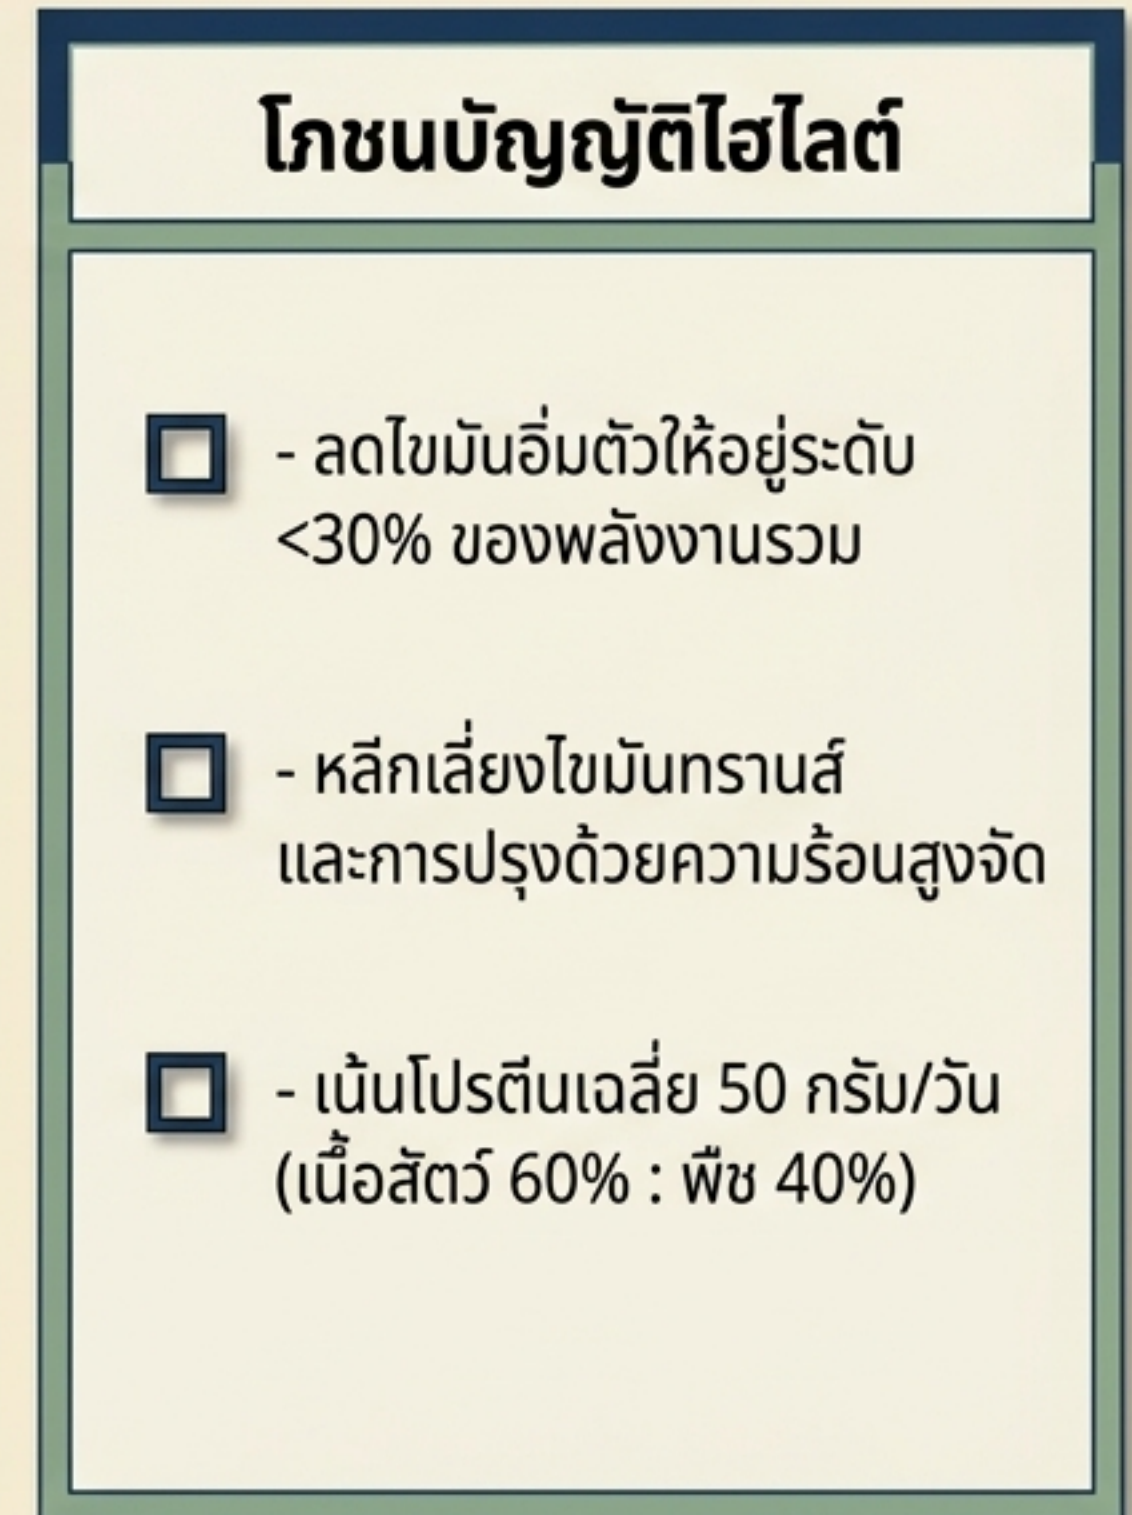 โภชนบัญญัติไฮไลต์
- ลดไขมันอิ่มตัวให้อยู่ระดับ
<30% ของพลังงานรวม
- หลีกเลี่ยงไขมันทรานส์
และการปรุงด้วยความร้อนสูงจัด
- เน้นโปรตีนเฉลี่ย 50 กรัม/วัน
(เนื้อสัตว์ 60% : พืช 40%)